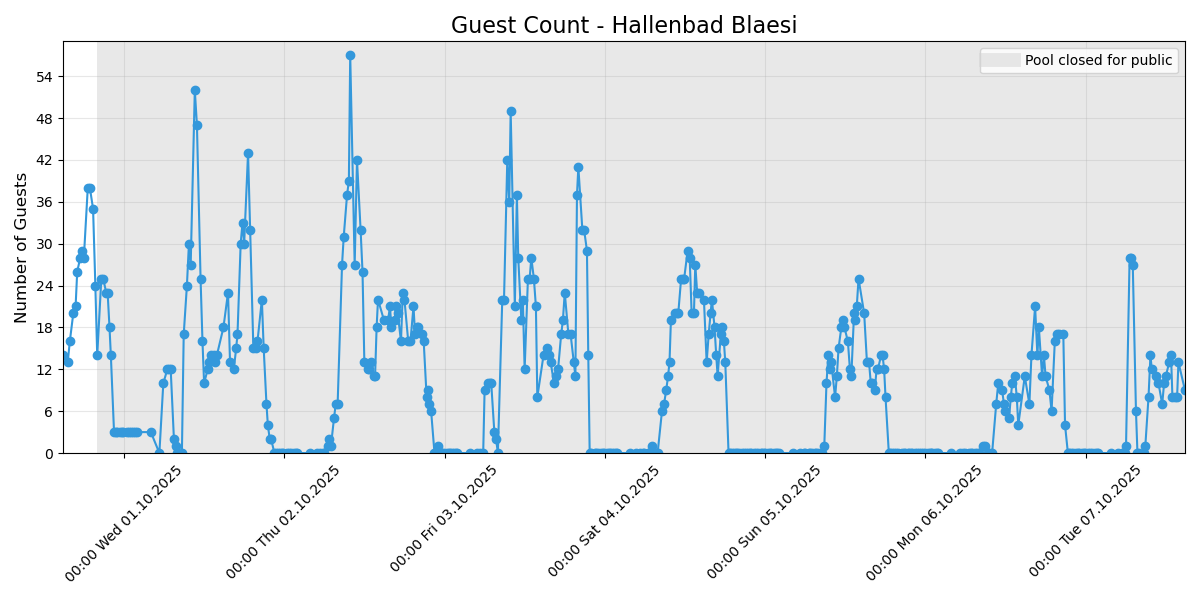 Guest Count - Hallenbad Blaesi
Pool closed for public
Number of Guests
54
48
42
36
30
24
18
12
6
0
00:00 Wed 01.10.2025
00:00 Thu 02.10.2025
00:00 Fri 03.10.2025
00:00 Sat 04.10.2025
00:00 Sun 05.10.2025
00:00 Mon 06.10.2025
00:00 Tue 07.10.2025